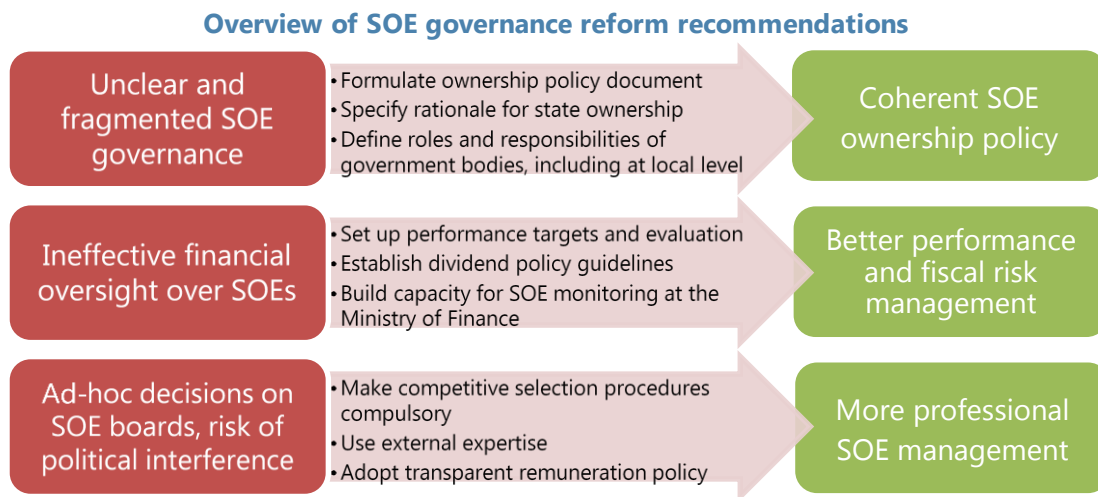 Overview of SOE governance reform recommendations
Unclear and
fragmented SOE
governance
• Formulate ownership policy document
• Specify rationale for state ownership
• Define roles and responsibilities of
government bodies, including at local level
Coherent SOE
ownership policy
Ineffective financial
oversight over SOEs
• Set up performance targets and evaluation
• Establish dividend policy guidelines
• Build capacity for SOE monitoring at the
Ministry of Finance
Better performance
and fiscal risk
management
Ad-hoc decisions on
SOE boards, risk of
political interference
• Make competitive selection procedures
compulsory
• Use external expertise
• Adopt transparent remuneration policy
More professional
SOE management